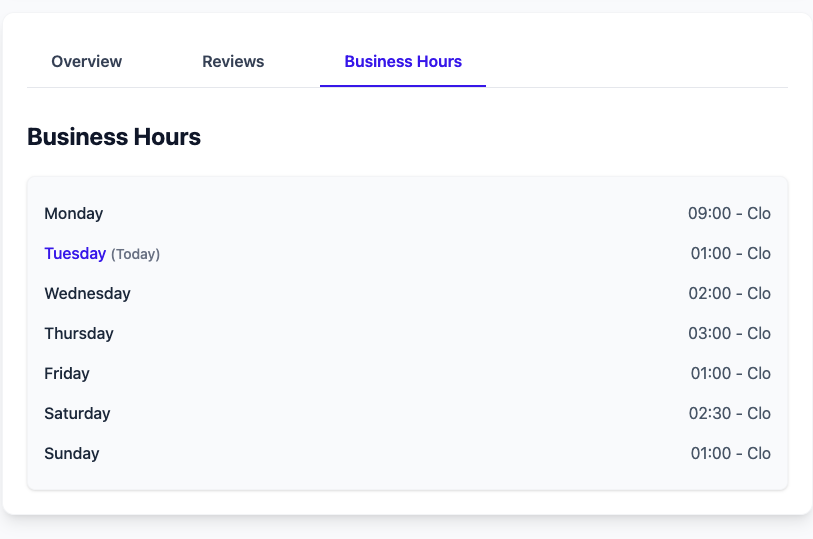 Overview Reviews Business Hours
Business Hours
Monday 09:00 - Clo
Tuesday (Today) 01:00 - Clo
Wednesday 02:00 - Clo
Thursday 03:00 - Clo
Friday 01:00 - Clo
Saturday 02:30 - Clo
Sunday 01:00 - Clo